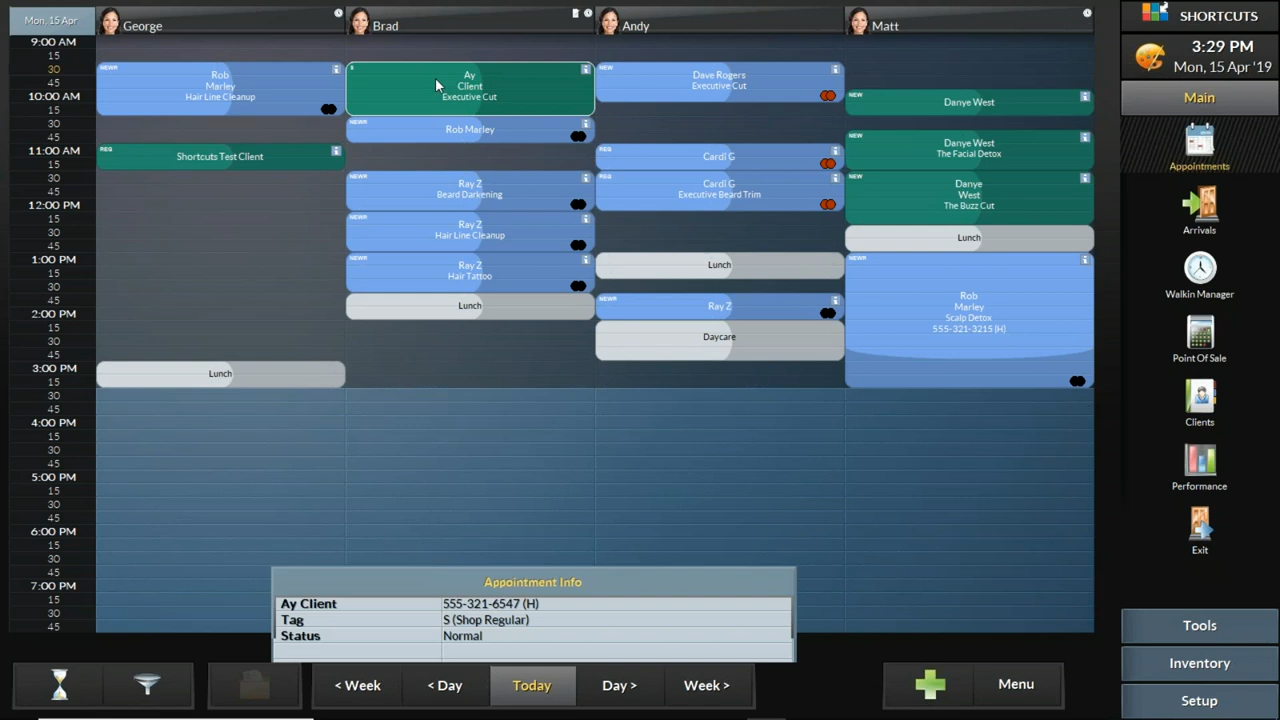 Mon, 15 Apr
George
Brad
Andy
Matt
9:00 AM
15
30
45
10:00 AM
15
30
45
11:00 AM
15
30
45
12:00 PM
15
30
45
1:00 PM
15
30
45
2:00 PM
15
30
45
3:00 PM
15
30
45
4:00 PM
15
30
45
5:00 PM
15
30
45
6:00 PM
15
30
45
7:00 PM
15
30
45
NEWR
Rob
Marley
Hair Line Cleanup
REG
Shortcuts Test Client
Lunch
S
Ay
Client
Executive Cut
Rob Marley
NEWR
Ray Z
Beard Darkening
NEWR
Ray Z
Hair Line Cleanup
NEWR
Ray Z
Hair Tattoo
Lunch
NEW
Dave Rogers
Executive Cut
REG
Cardi G
REG
Cardi G
Executive Beard Trim
Lunch
NEWR
Ray Z
Daycare
NEW
Danye West
NEW
Danye West
The Facial Detox
NEW
Danye
West
The Buzz Cut
Lunch
NEWR
Rob
Marley
Scalp Detox
555-321-3215 (H)
Appointment Info
Ay Client 555-321-6547 (H)
Tag S (Shop Regular)
Status Normal
< Week
< Day
Today
Day >
Week >
Menu
SHORTCUTS
3:29 PM
Mon, 15 Apr '19
Main
Appointments
Arrivals
Walkin Manager
Point Of Sale
Clients
Performance
Exit
Tools
Inventory
Setup